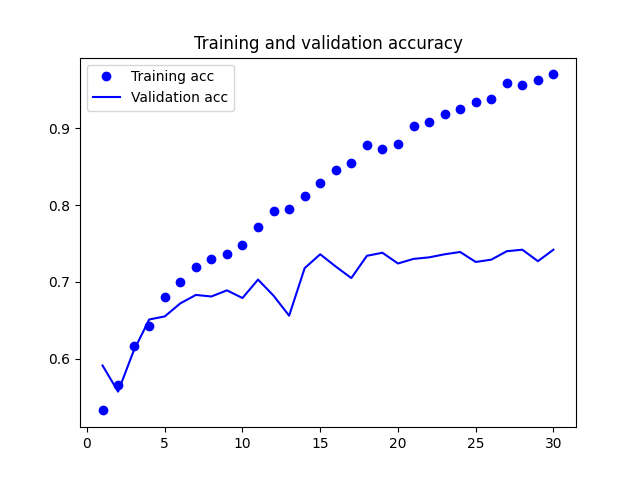 Training and validation accuracy
Training acc
Validation acc
0.9
0.8
0.7
0.6
0 5 10 15 20 25 30